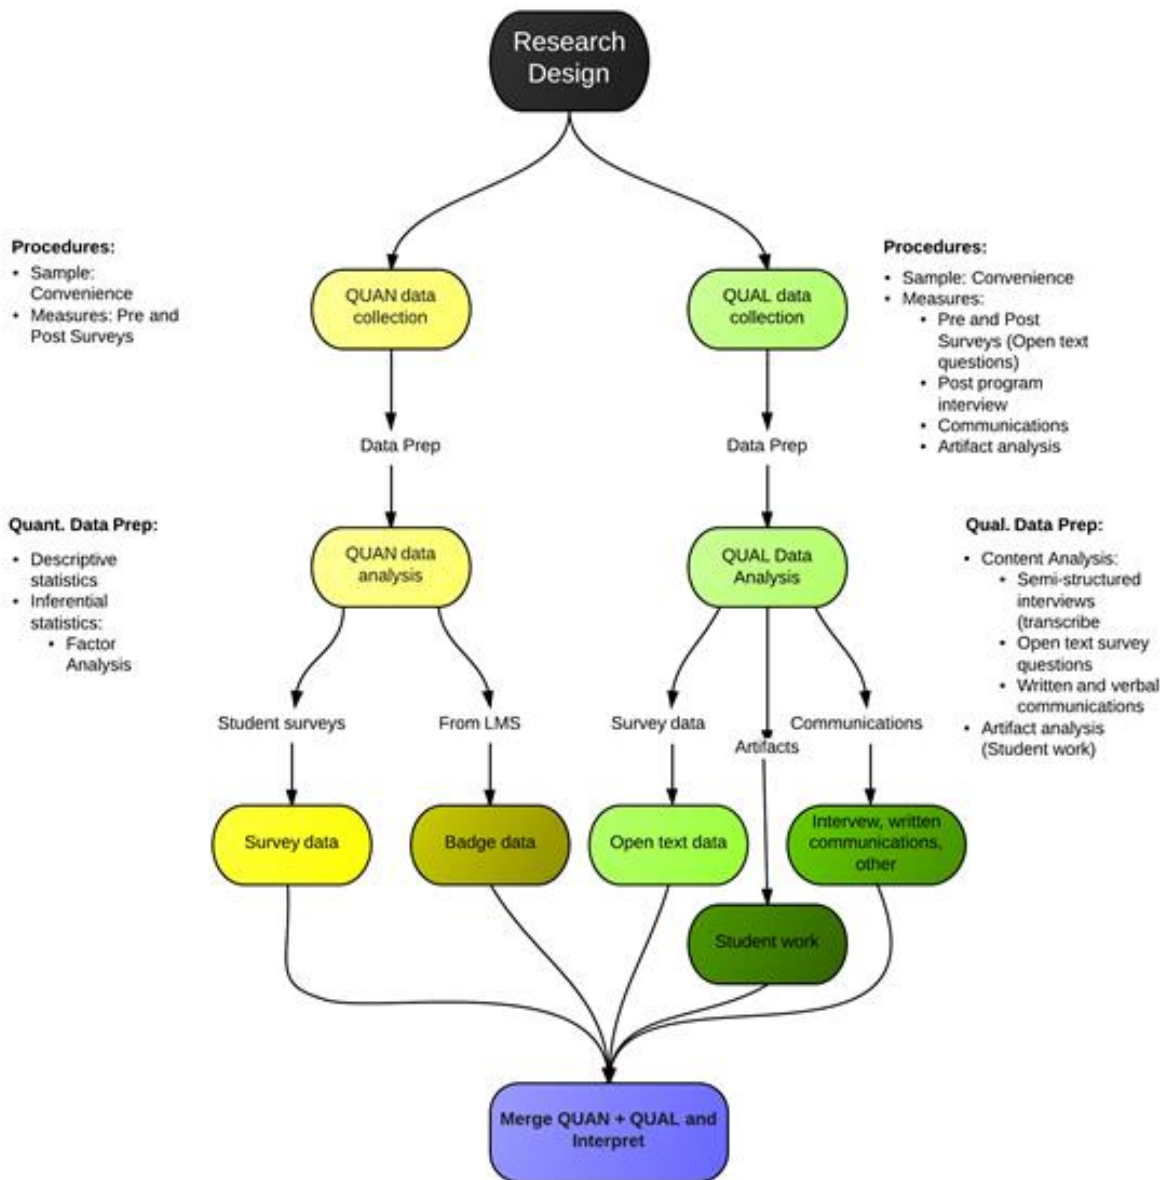 Research
Design
Procedures:
• Sample:
Convenience
• Measures: Pre and
Post Surveys
QUAN data
collection
QUAL data
collection
Procedures:
• Sample: Convenience
• Measures:
• Pre and Post
Surveys (Open text
questions)
• Post program
interview
• Communications
• Artifact analysis
Data Prep
Data Prep
Quant. Data Prep:
• Descriptive
statistics
• Inferential
statistics:
• Factor
Analysis
QUAN data
analysis
QUAL Data
Analysis
Qual. Data Prep:
• Content Analysis:
• Semi-structured
interviews
(transcribe
• Open text survey
questions
• Written and verbal
communications
• Artifact analysis
(Student work)
Student surveys
From LMS
Survey data
Artifacts
Communications
Survey data
Badge data
Open text data
Intervew, written
communications,
other
Student work
Merge QUAN + QUAL and
Interpret